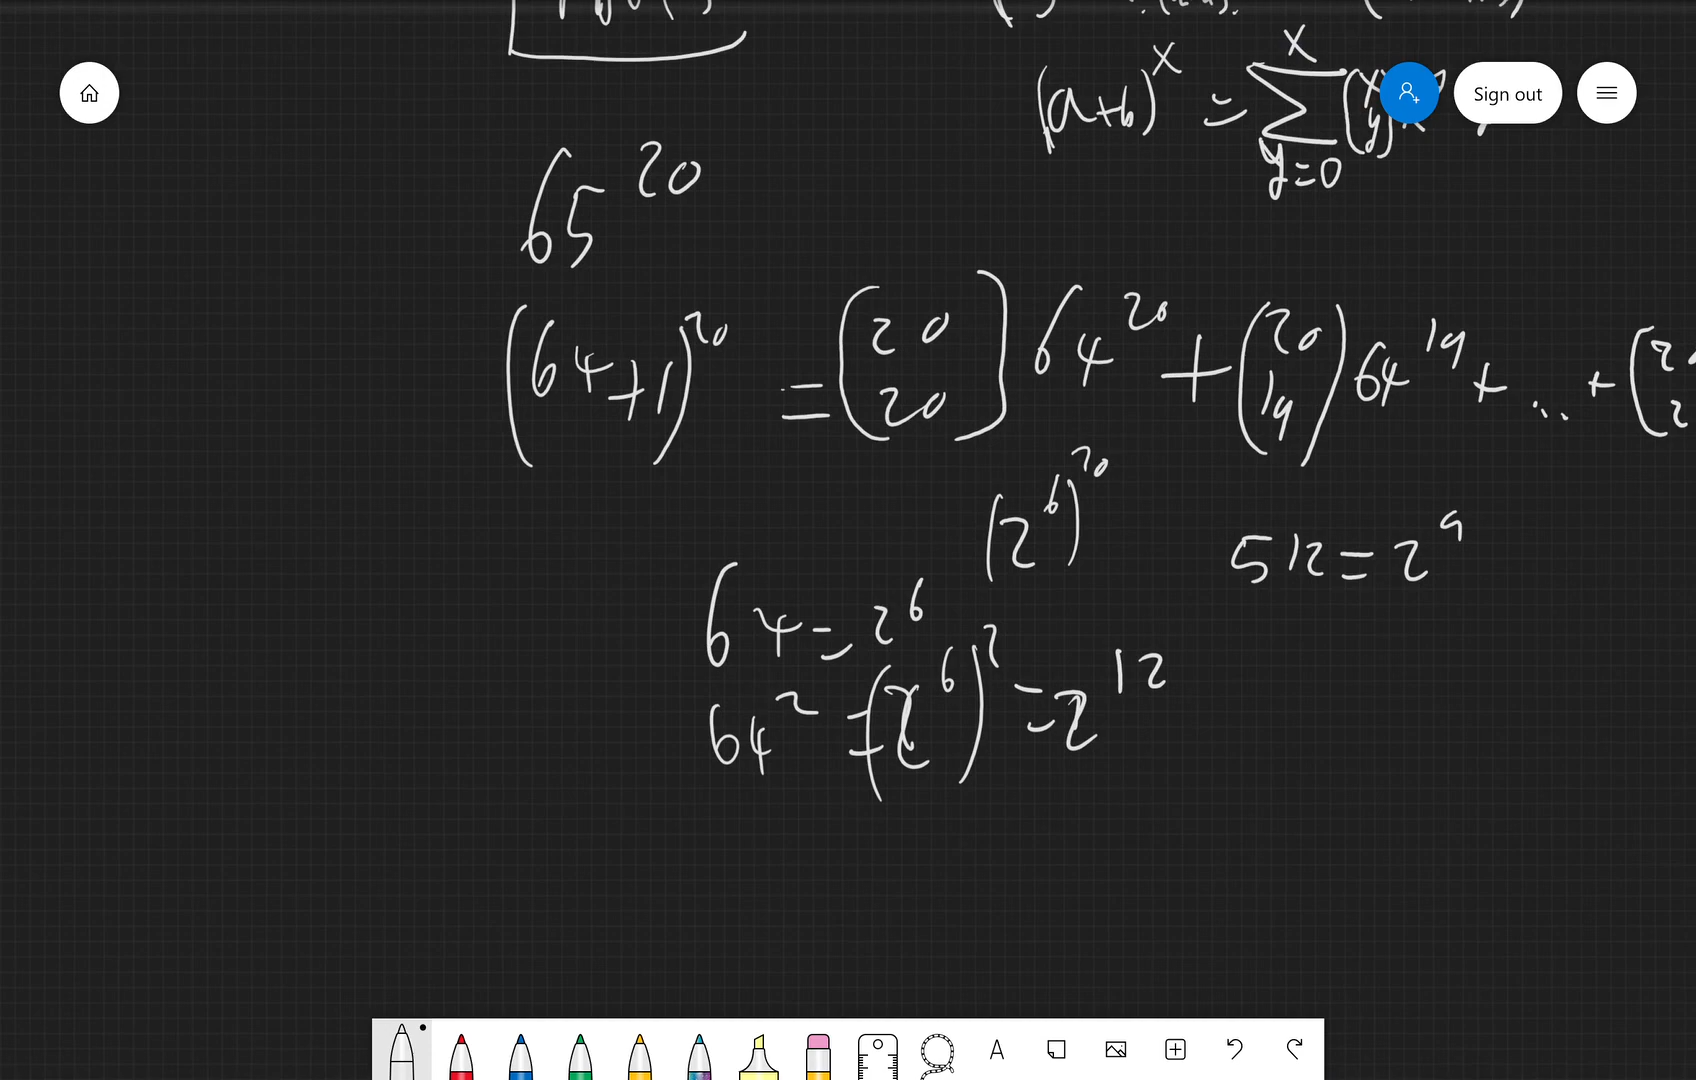 (a+b)^x = ∑_{y=0}^{x} (x y)
Sign out
65^20
(64+1)^20 = (20 20) 64^20 + (20 19) 64^19 + ... + (2
(2^6)^20
512 = 2^9
64 = 2^6
64^2 = (2^6)^2 = 2^12
A